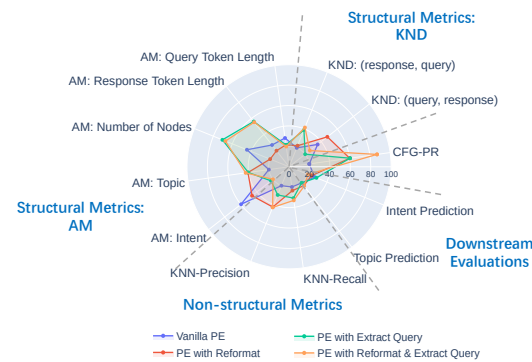 Structural Metrics:
KND
AM: Query Token Length
KND: (response, query)
AM: Response Token Length
KND: (query, response)
AM: Number of Nodes
CFG-PR
0 20 40 60 80 100
AM: Topic
Intent Prediction
Structural Metrics:
AM
AM: Intent
Topic Prediction
Downstream
Evaluations
KNN-Precision
KNN-Recall
Non-structural Metrics
Vanilla PE
PE with Extract Query
PE with Reformat
PE with Reformat & Extract Query